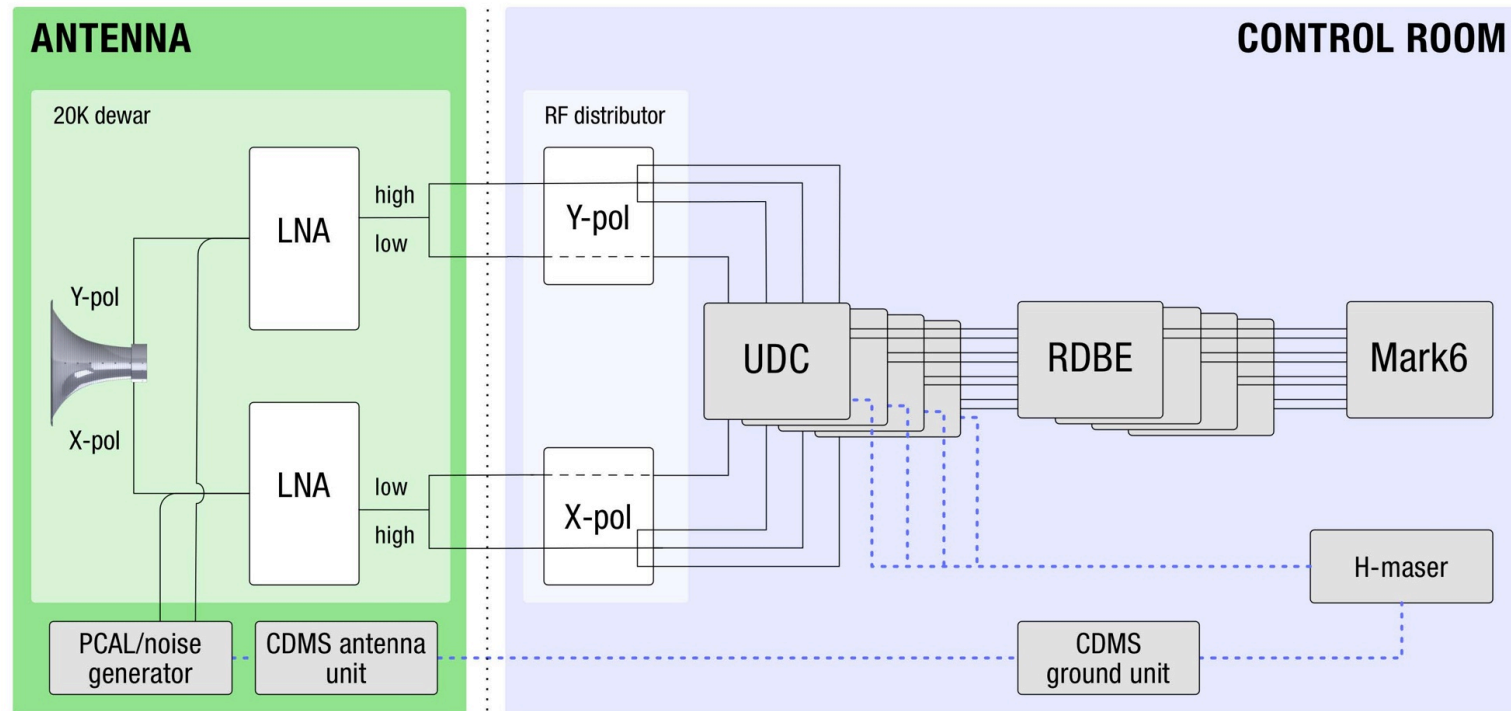 ANTENNA
CONTROL ROOM
20K dewar
RF distributor
LNA
high
low
Y-pol
Y-pol
X-pol
UDC
RDBE
Mark6
LNA
low
high
X-pol
H-maser
PCAL/noise
generator
CDMS antenna
unit
CDMS
ground unit